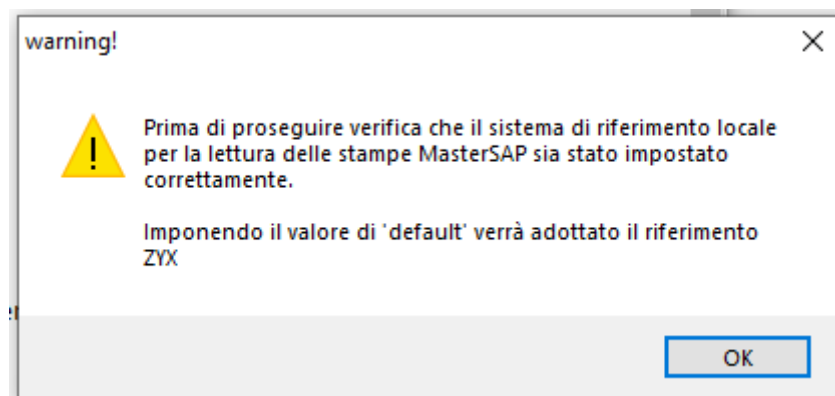 warning!
Prima di proseguire verifica che il sistema di riferimento locale
per la lettura delle stampe MasterSAP sia stato impostato
correttamente.
Imponendo il valore di 'default' verrà adottato il riferimento
ZYX
OK